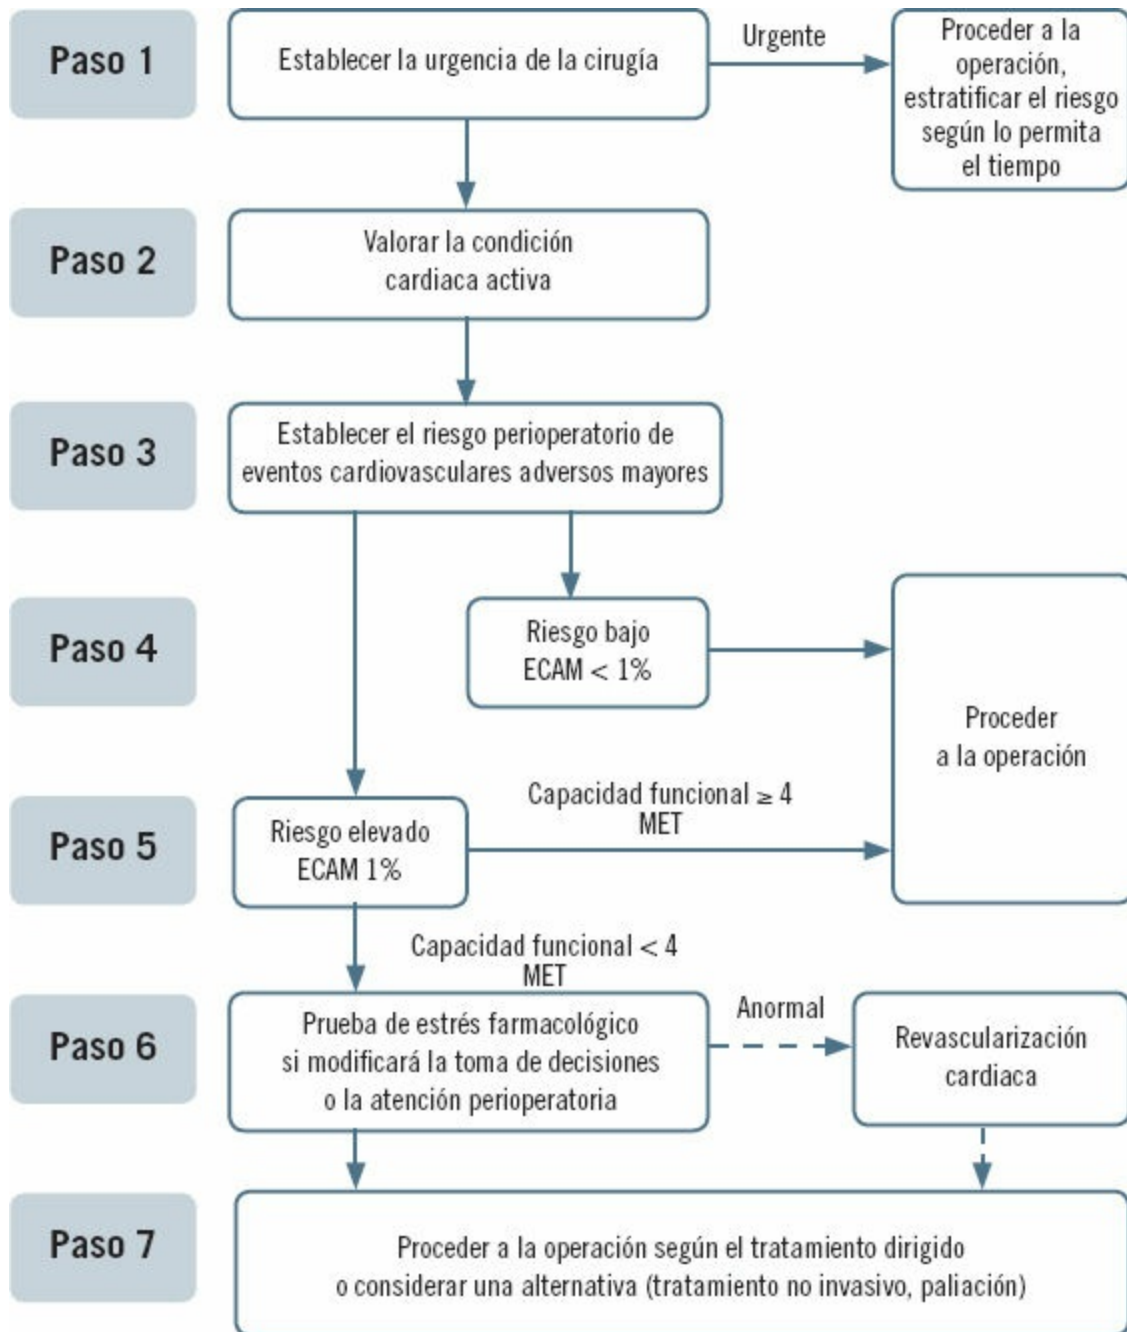 Paso 1
Establecer la urgencia de la cirugía
Urgente
Proceder a la
operación,
estratificar el riesgo
según lo permita
el tiempo
Paso 2
Valorar la condición
cardiaca activa
Paso 3
Establecer el riesgo perioperatorio de
eventos cardiovasculares adversos mayores
Paso 4
Riesgo bajo
ECAM < 1%
Proceder
a la operación
Paso 5
Riesgo elevado
ECAM 1%
Capacidad funcional ≥ 4
MET
Capacidad funcional < 4
MET
Paso 6
Prueba de estrés farmacológico
si modificará la toma de decisiones
o la atención perioperatoria
Anormal
Revascularización
cardiaca
Paso 7
Proceder a la operación según el tratamiento dirigido
o considerar una alternativa (tratamiento no invasivo, paliación)